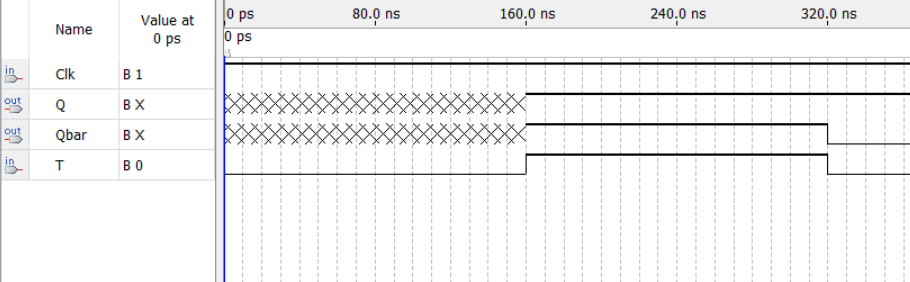 Name
Value at
0 ps
0 ps
80.0 ns
160.0 ns
240.0 ns
320.0 ns
0 ps
in
Clk
B 1
out
Q
B X
out
Qbar
B X
in
T
B 0